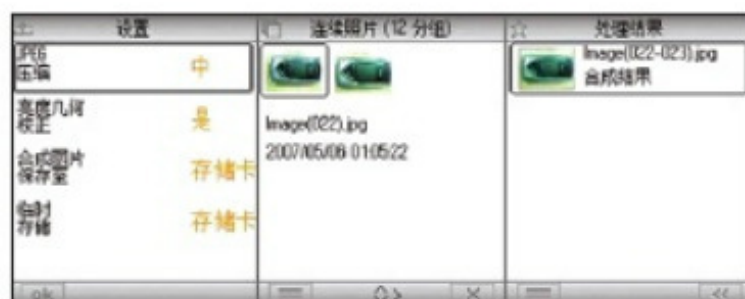 设置
JPEG
压缩
中
亮度几何
校正
是
合成图片
保存至
存储卡
临时
存储
存储卡
ok
连续照片 (12 分组)
Image(022).jpg
2007/05/06 01:05:22
处理结果
Image(022-023).jpg
合成结果
<<